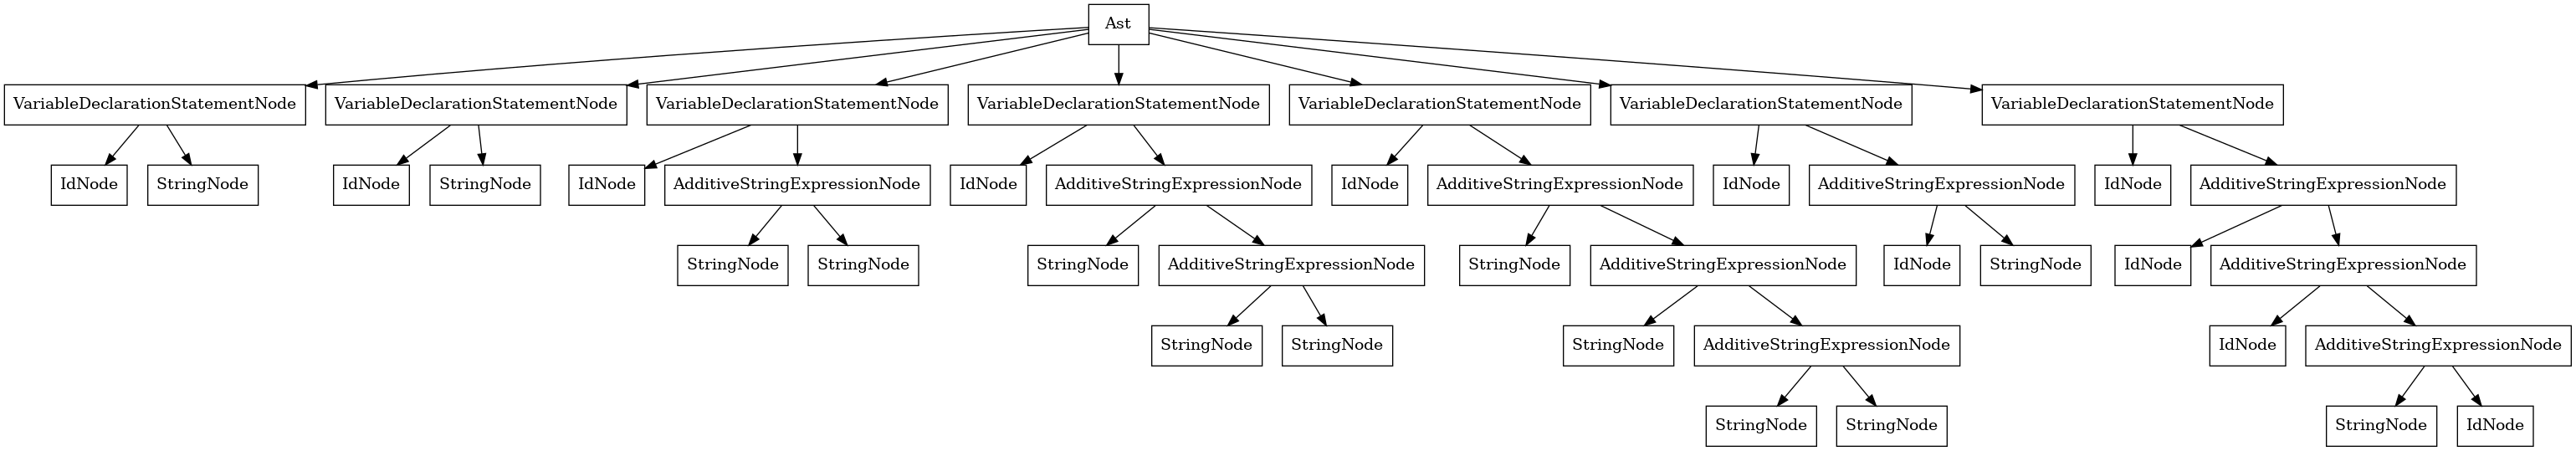 Ast
VariableDeclarationStatementNode VariableDeclarationStatementNode VariableDeclarationStatementNode VariableDeclarationStatementNode VariableDeclarationStatementNode VariableDeclarationStatementNode VariableDeclarationStatementNode
IdNode StringNode IdNode StringNode IdNode AdditiveStringExpressionNode IdNode AdditiveStringExpressionNode IdNode AdditiveStringExpressionNode IdNode AdditiveStringExpressionNode IdNode AdditiveStringExpressionNode
StringNode StringNode StringNode AdditiveStringExpressionNode StringNode AdditiveStringExpressionNode IdNode StringNode IdNode AdditiveStringExpressionNode
StringNode StringNode StringNode AdditiveStringExpressionNode IdNode AdditiveStringExpressionNode
StringNode StringNode StringNode IdNode